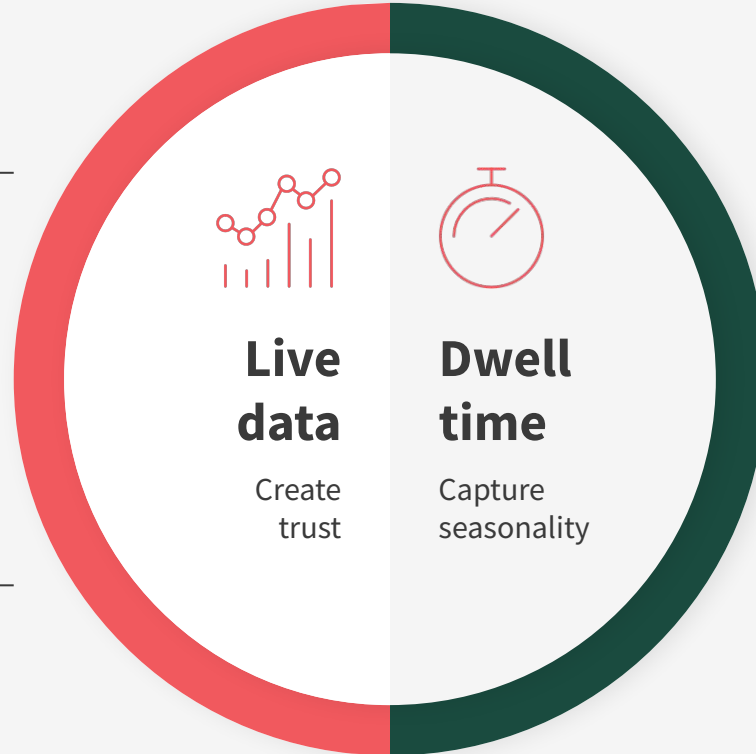 Live
data
Create
trust
Dwell
time
Capture
seasonality